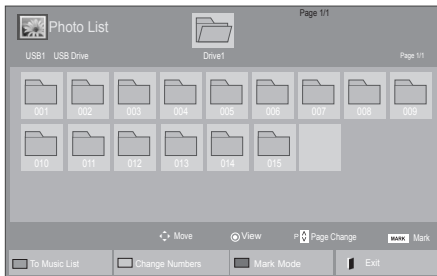 Page 1/1
Photo List
USB1 USB Drive Drive1 Page 1/1
001 002 003 004 005 006 007 008 009
010 011 012 013 014 015
Move View P Page Change MARK Mark
To Music List Change Numbers Mark Mode Exit